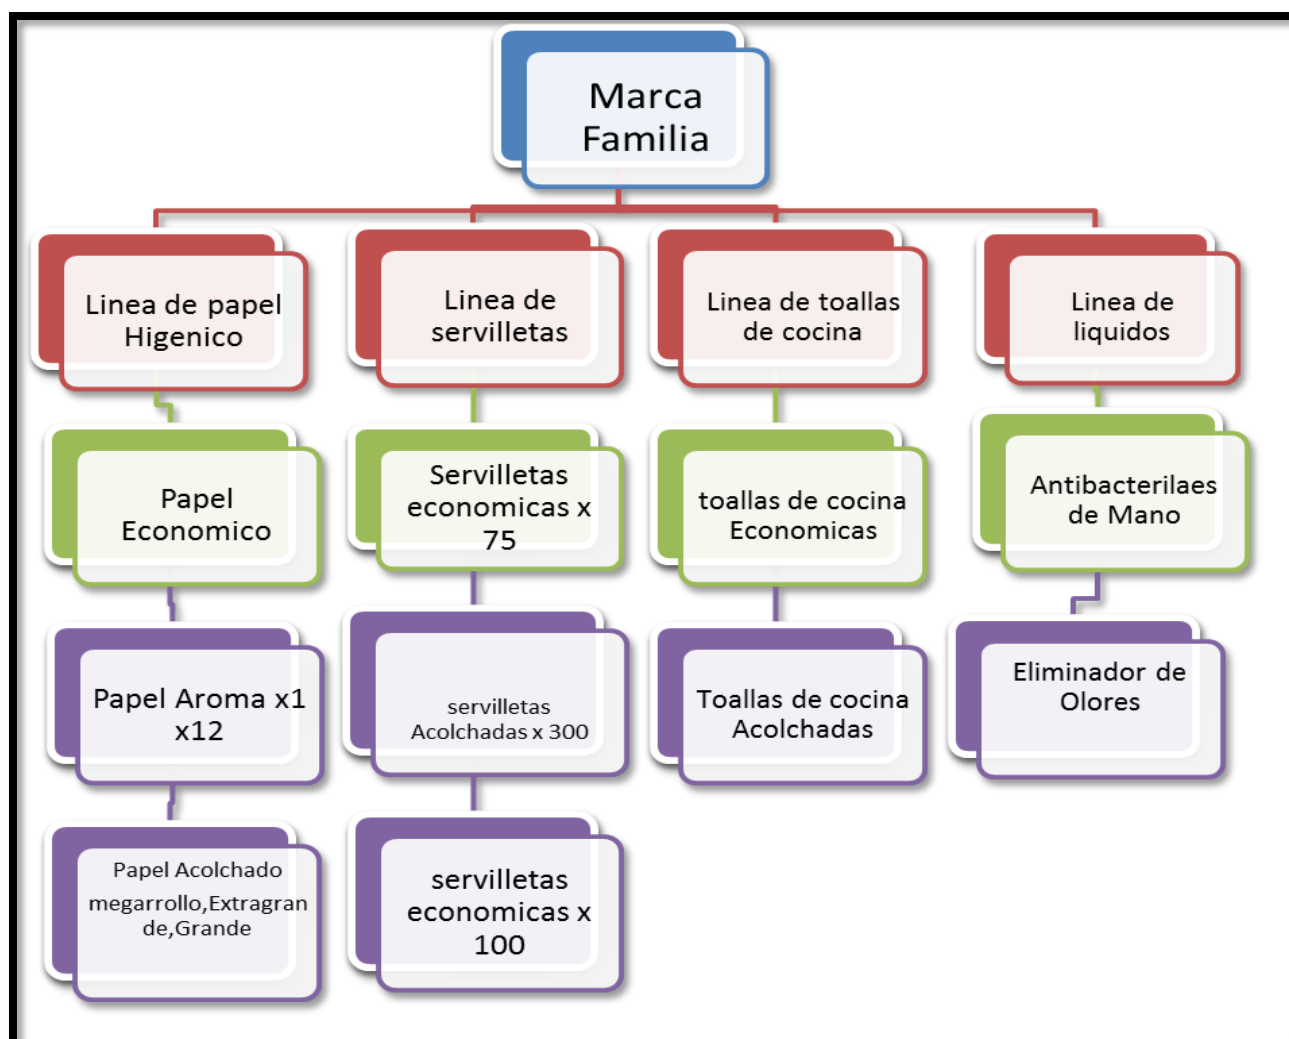 Marca
Familia
Linea de papel
Higenico
Linea de
servilletas
Linea de toallas
de cocina
Linea de
liquidos
Papel
Economico
Servilletas
economicas x
75
toallas de cocina
Economicas
Antibacterilaes
de Mano
Papel Aroma x1
x12
servilletas
Acolchadas x 300
Toallas de cocina
Acolchadas
Eliminador de
Olores
Papel Acolchado
megarrollo,Extragran
de,Grande
servilletas
economicas x
100